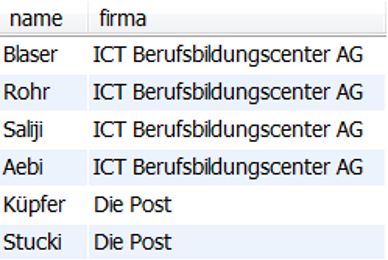 name firma
Blaser ICT Berufsbildungscenter AG
Rohr ICT Berufsbildungscenter AG
Saliji ICT Berufsbildungscenter AG
Aebi ICT Berufsbildungscenter AG
Küpfer Die Post
Stucki Die Post